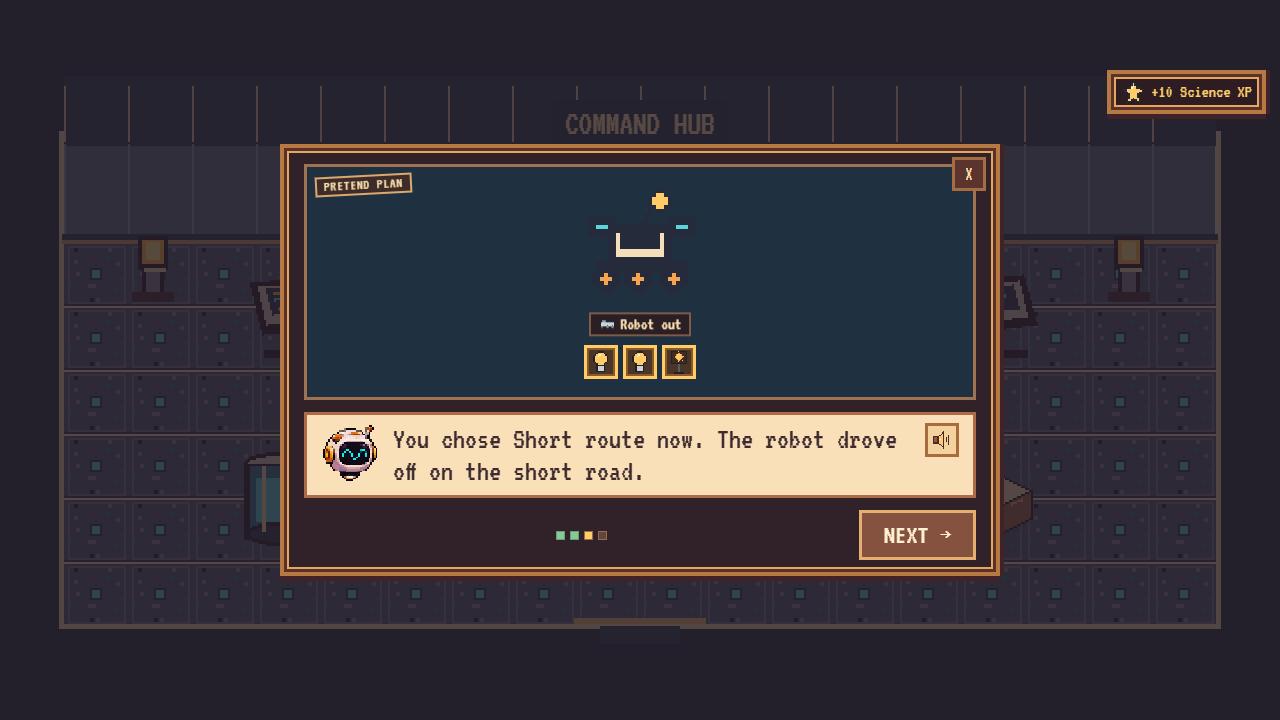 +10 Science XP
COMMAND HUB
PRETEND PLAN
X
Robot out
You chose Short route now. The robot drove
off on the short road.
NEXT →